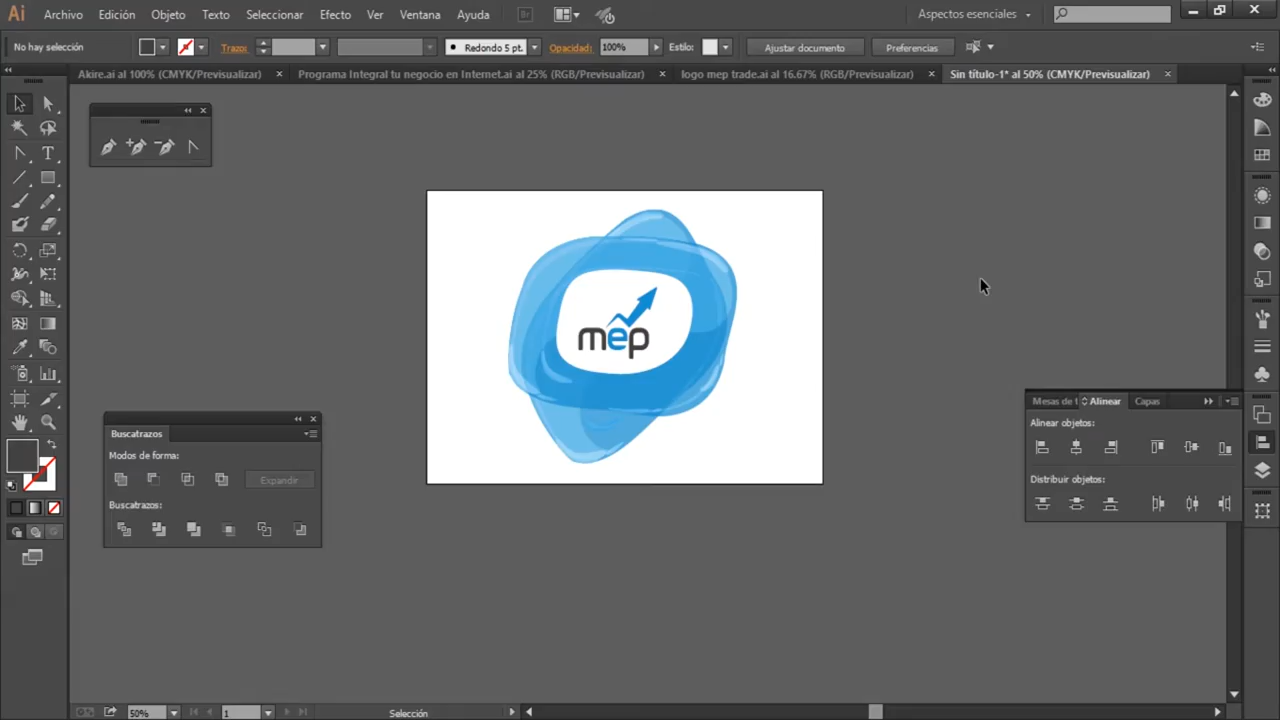 Ai Archivo Edición Objeto Texto Seleccionar Efecto Ver Ventana Ayuda Br Aspectos esenciales
No hay selección Trazo: Redondo 5 pt. Opacidad: 100% Estilo: Ajustar documento Preferencias
Akire.ai al 100% (CMYK/Previsualizar) Programa Integral tu negocio en Internet.ai al 25% (RGB/Previsualizar) logo mep trade.ai al 16.67% (RGB/Previsualizar) Sin título-1* al 50% (CMYK/Previsualizar)
mep
Mesas de t Alinear Capas
Alinear objetos:
Distribuir objetos:
Buscatrazos
Modos de forma:
Expandir
Buscatrazos:
50% 1 Selección